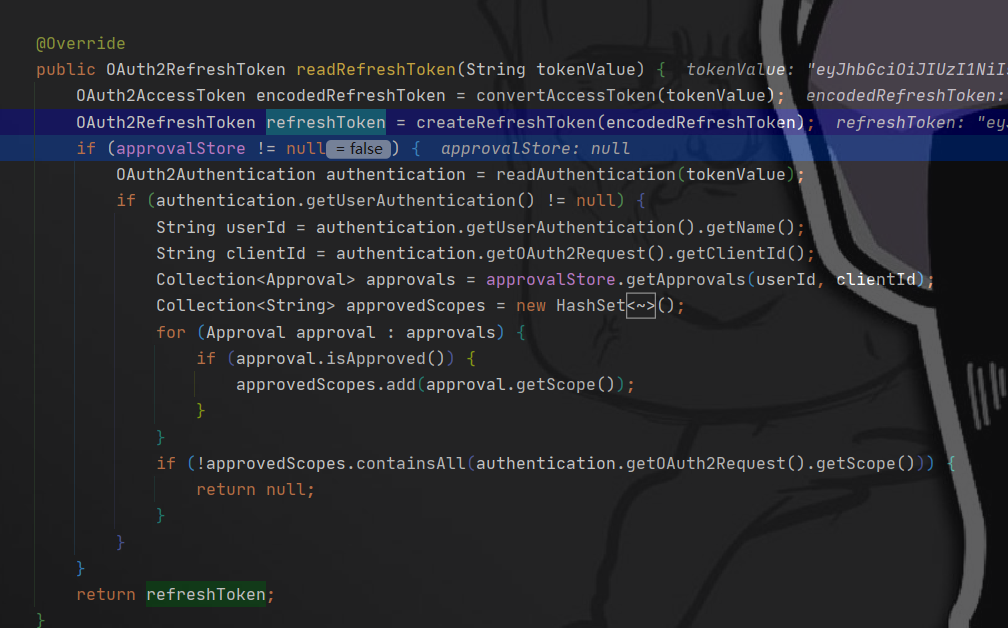 @Override
public OAuth2RefreshToken readRefreshToken(String tokenValue) {  tokenValue: "eyJhbGciOiJIUzI1NiI
OAuth2AccessToken encodedRefreshToken = convertAccessToken(tokenValue);  encodedRefreshToken:
OAuth2RefreshToken refreshToken = createRefreshToken(encodedRefreshToken);  refreshToken: "ey
if (approvalStore != null = false ) {  approvalStore: null
OAuth2Authentication authentication = readAuthentication(tokenValue);
if (authentication.getUserAuthentication() != null) {
String userId = authentication.getUserAuthentication().getName();
String clientId = authentication.getOAuth2Request().getClientId();
Collection<Approval> approvals = approvalStore.getApprovals(userId, clientId);
Collection<String> approvedScopes = new HashSet<~>();
for (Approval approval : approvals) {
if (approval.isApproved()) {
approvedScopes.add(approval.getScope());
}
}
if (!approvedScopes.containsAll(authentication.getOAuth2Request().getScope())) {
return null;
}
}
}
return refreshToken;
}